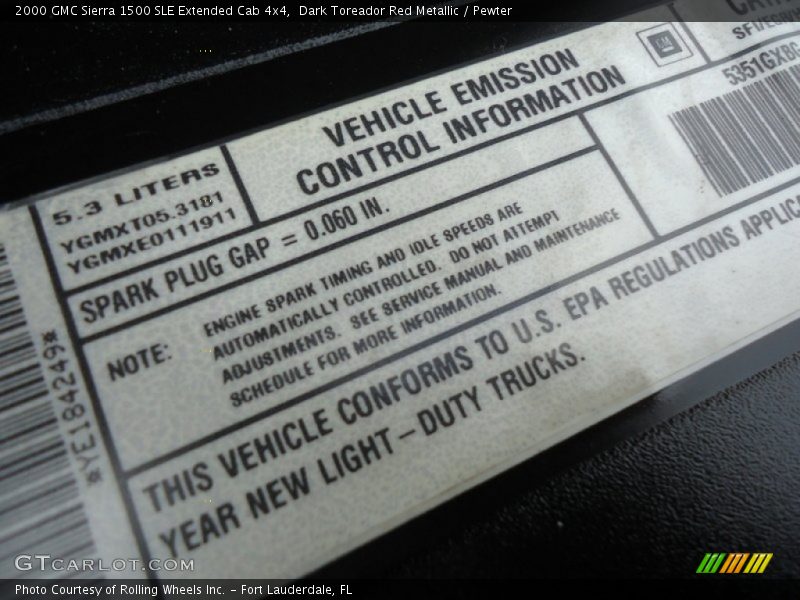 2000 GMC Sierra 1500 SLE Extended Cab 4x4, Dark Toreador Red Metallic / Pewter
VEHICLE EMISSION
CONTROL INFORMATION
GM
5351GXBG
5.3 LITERS
YGMXT05.3181
YGMXE0111911
SPARK PLUG GAP = 0.060 IN.
NOTE:
ENGINE SPARK TIMING AND IDLE SPEEDS ARE
AUTOMATICALLY CONTROLLED. DO NOT ATTEMPT
ADJUSTMENTS. SEE SERVICE MANUAL AND MAINTENANCE
SCHEDULE FOR MORE INFORMATION.
THIS VEHICLE CONFORMS TO U.S. EPA REGULATIONS APPLICA
YEAR NEW LIGHT-DUTY TRUCKS.
*YE184249*
GTCARLOT.COM
Photo Courtesy of Rolling Wheels Inc. - Fort Lauderdale, FL